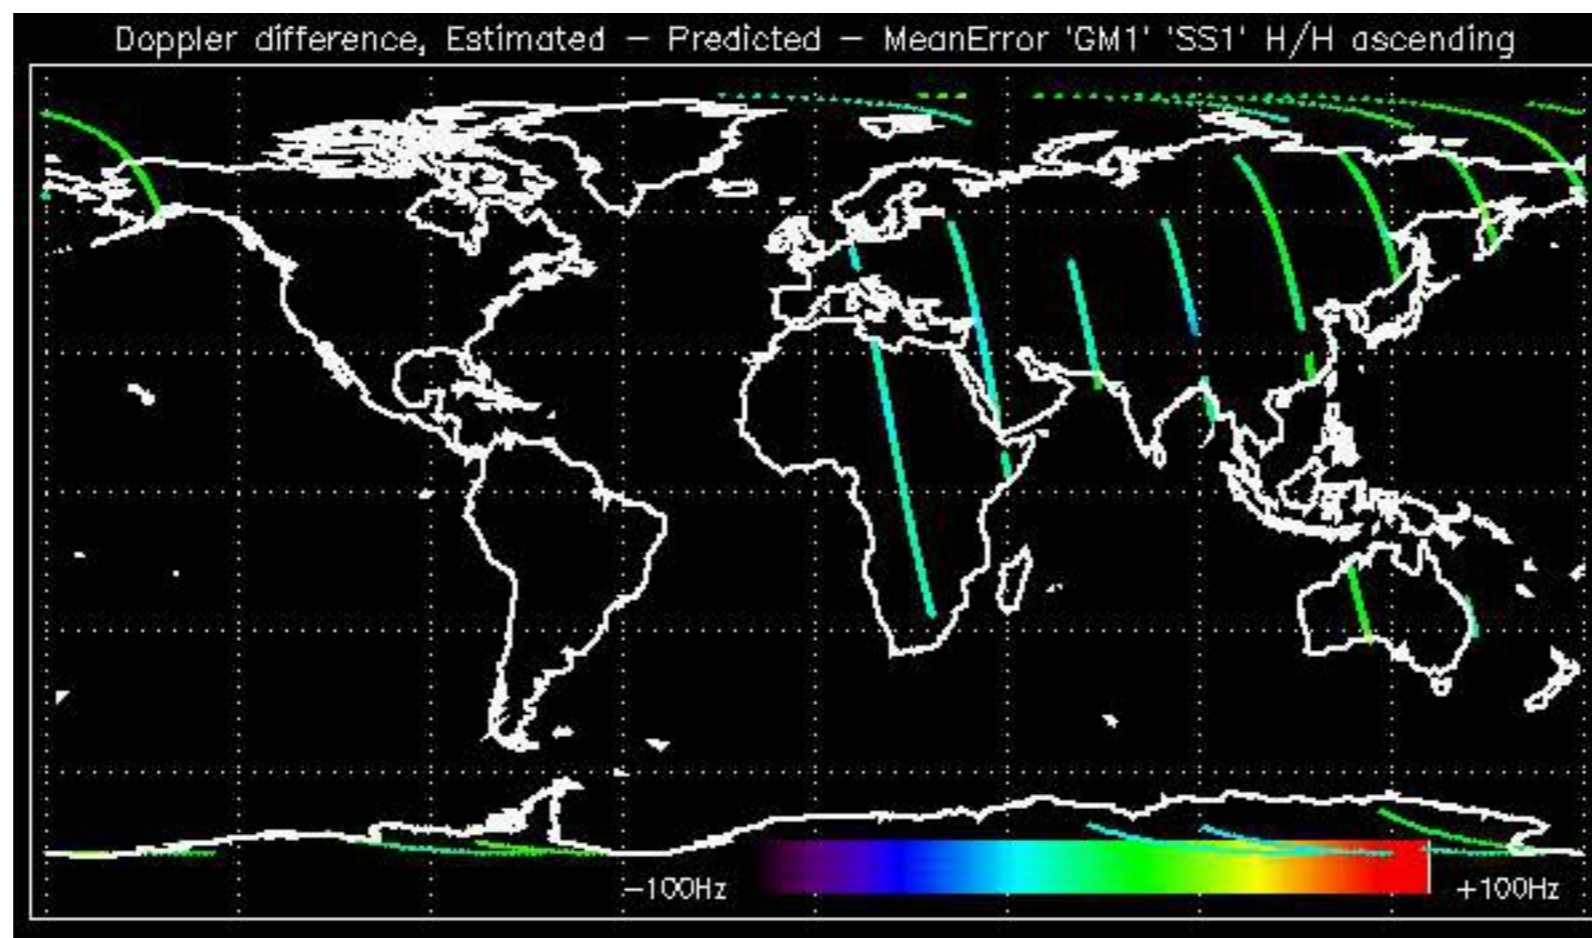 Doppler difference, Estimated – Predicted – MeanError 'GM1' 'SS1' H/H ascending
-100Hz +100Hz